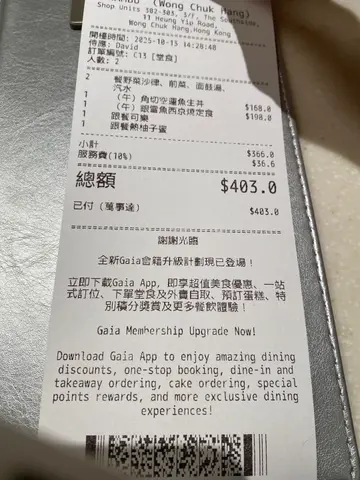 (Wong Chuk Hang)
Shop Units 302-303, 3/F, The Southside,
11 Heung Yip Road,
Wong Chuk Hang, Hong Kong
開檯時間: 2025-10-15 14:28:40
侍應: David
訂單編號: C13 [堂食]
人數: 2
2 餐野菜沙律、前菜、麵豉湯、
汽水
1 (午) 角切空運魚生丼 $168.0
1 (午) 銀鱈魚西京燒定食 $198.0
1 跟餐可樂
1 跟餐熱柚子蜜
小計 $366.0
服務費(10%) $36.6
總額 $403.0
已付 (萬事達) $403.0
謝謝光臨
全新Gaia會籍升級計劃現已登場！
立即下載Gaia App, 即享超值美食優惠、一站
式訂位、下單堂食及外賣自取、預訂蛋糕、特
別積分獎賞及更多餐飲體驗！
Gaia Membership Upgrade Now!
Download Gaia App to enjoy amazing dining
discounts, one-stop booking, dine-in and
takeaway ordering, cake ordering, special
points rewards, and more exclusive dining
experiences!